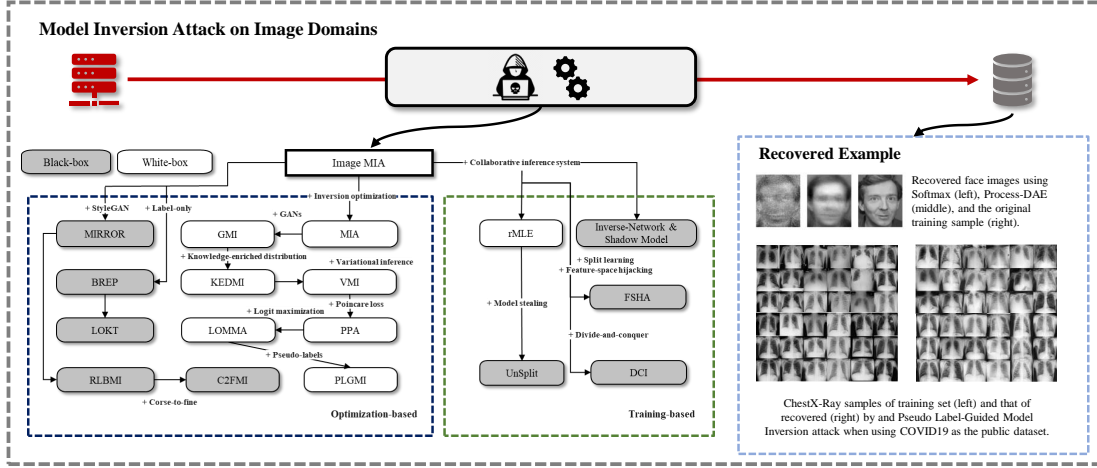 Model Inversion Attack on Image Domains
Black-box
White-box
Image MIA
+ Collaborative inference system
+ Inversion optimization
+ StyleGAN
+ Label-only
+ GANs
MIRROR
GMI
MIA
+ Knowledge-enriched distribution
+ Variational inference
BREP
KEDMI
VMI
+ Poincare loss
+ Logit maximization
LOKT
LOMMA
PPA
+ Pseudo-labels
RLBMI
C2FMI
PLGMI
+ Corse-to-fine
Optimization-based
rMLE
Inverse-Network &
Shadow Model
+ Split learning
+ Feature-space hijacking
+ Model stealing
FSHA
+ Divide-and-conquer
UnSplit
DCI
Training-based
Recovered Example
Recovered face images using
Softmax (left), Process-DAE
(middle), and the original
training sample (right).
ChestX-Ray samples of training set (left) and that of
recovered (right) by and Pseudo Label-Guided Model
Inversion attack when using COVID19 as the public dataset.